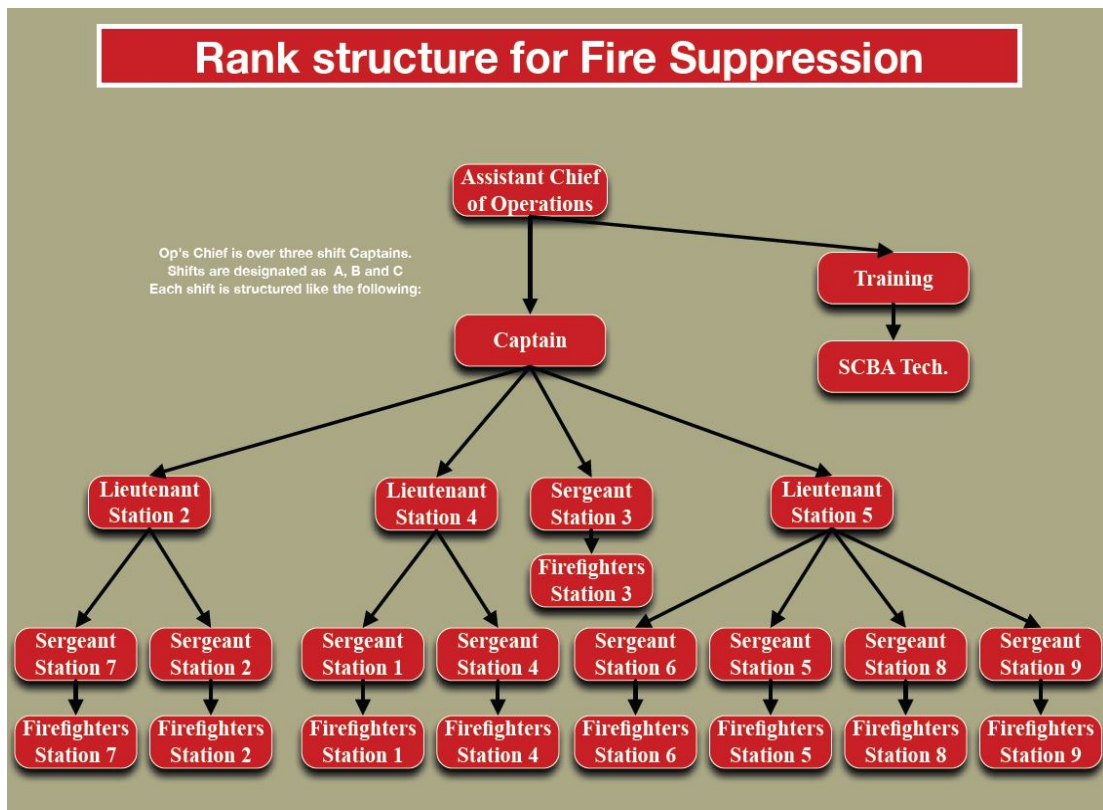 Rank structure for Fire Suppression
Assistant Chief
of Operations
Op's Chief is over three shift Captains.
Shifts are designated as A, B and C
Each shift is structured like the following:
Training
Captain
SCBA Tech.
Lieutenant
Station 2
Lieutenant
Station 4
Sergeant
Station 3
Lieutenant
Station 5
Firefighters
Station 3
Sergeant
Station 7
Sergeant
Station 2
Sergeant
Station 1
Sergeant
Station 4
Sergeant
Station 6
Sergeant
Station 5
Sergeant
Station 8
Sergeant
Station 9
Firefighters
Station 7
Firefighters
Station 2
Firefighters
Station 1
Firefighters
Station 4
Firefighters
Station 6
Firefighters
Station 5
Firefighters
Station 8
Firefighters
Station 9